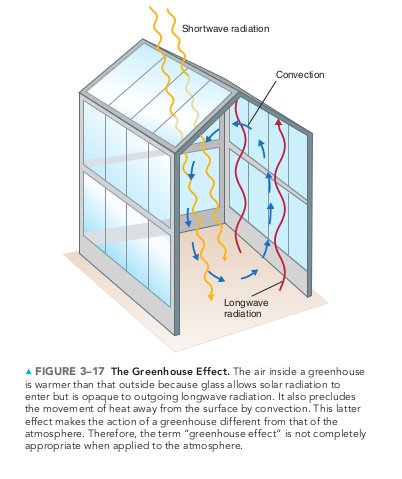 Shortwave radiation
Convection
Longwave
radiation
▲ FIGURE 3–17 The Greenhouse Effect. The air inside a greenhouse
is warmer than that outside because glass allows solar radiation to
enter but is opaque to outgoing longwave radiation. It also precludes
the movement of heat away from the surface by convection. This latter
effect makes the action of a greenhouse different from that of the
atmosphere. Therefore, the term “greenhouse effect” is not completely
appropriate when applied to the atmosphere.